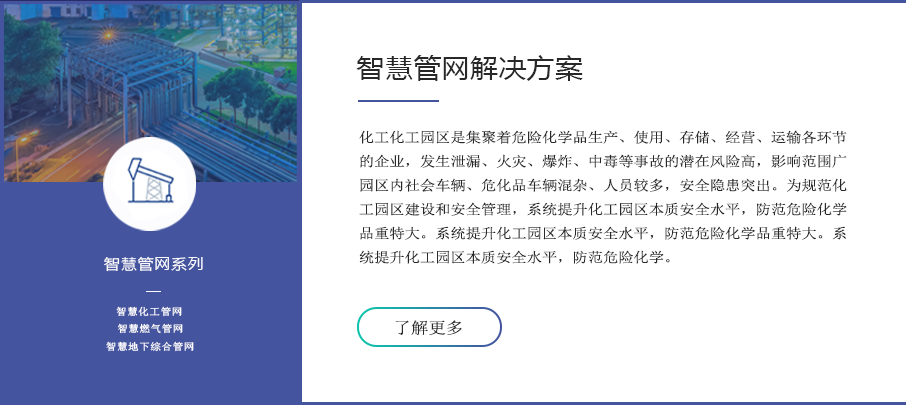 智慧管网系列
智慧化工管网
智慧燃气管网
智慧地下综合管网
智慧管网解决方案
化工化工园区是集聚着危险化学品生产、使用、存储、经营、运输各环节
的企业，发生泄漏、火灾、爆炸、中毒等事故的潜在风险高，影响范围广
园区内社会车辆、危化品车辆混杂、人员较多，安全隐患突出。为规范化
工园区建设和安全管理，系统提升化工园区本质安全水平，防范危险化学
品重特大。系统提升化工园区本质安全水平，防范危险化学品重特大。系
统提升化工园区本质安全水平，防范危险化学。
了解更多